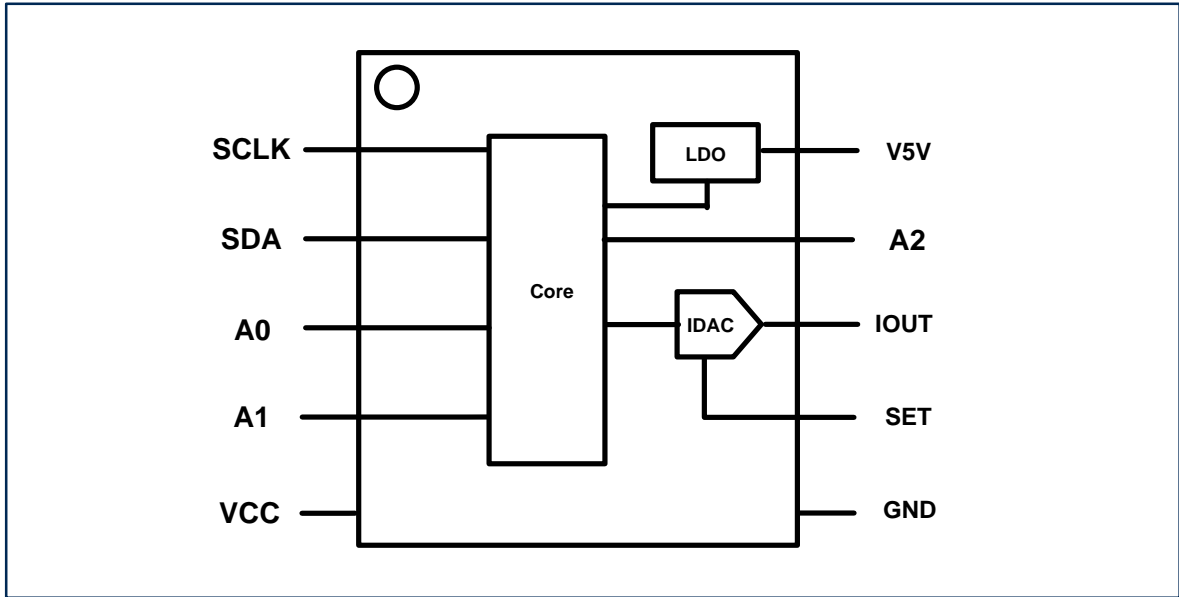 SCLK
LDO
V5V
SDA
A2
Core
A0
IDAC
IOUT
A1
SET
VCC
GND